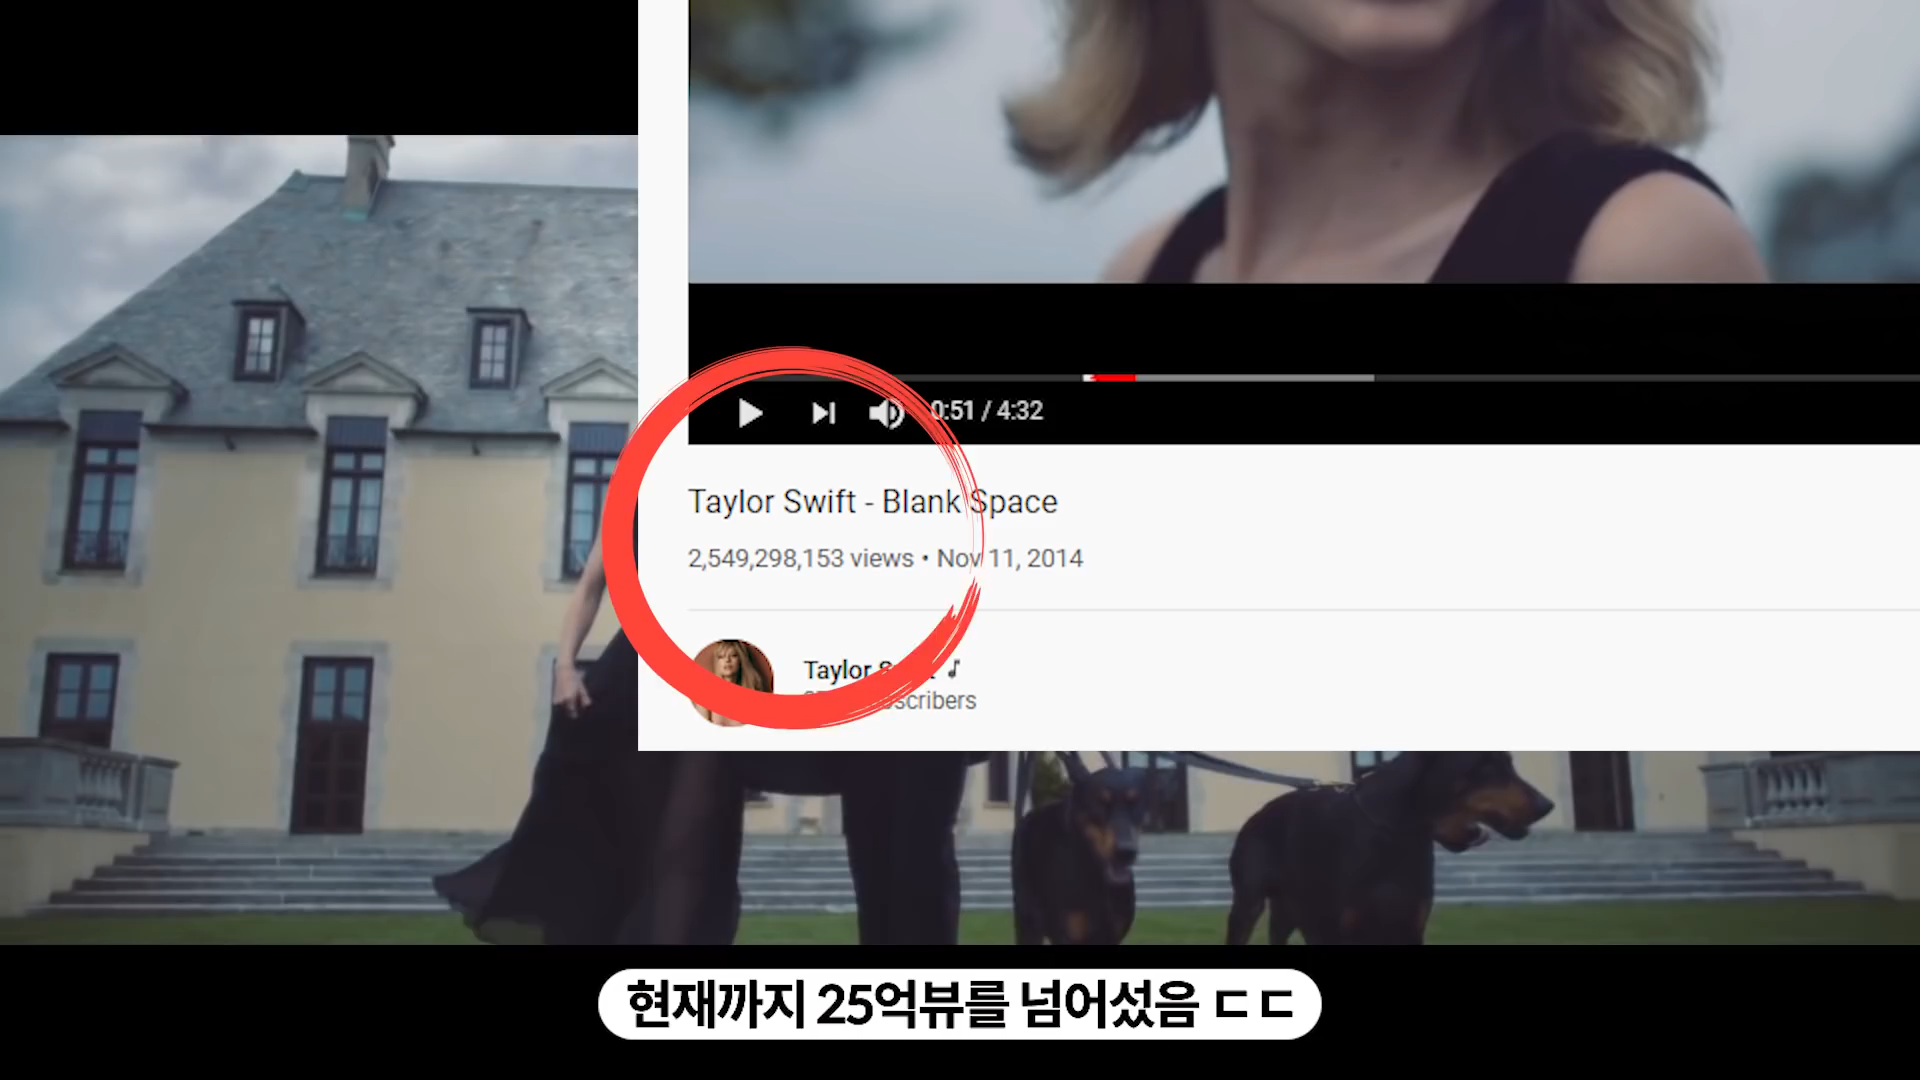 0:51 / 4:32
Taylor Swift - Blank Space
2,549,298,153 views • Nov 11, 2014
Taylor
현재까지 25억뷰를 넘어섰음 ㄷㄷ